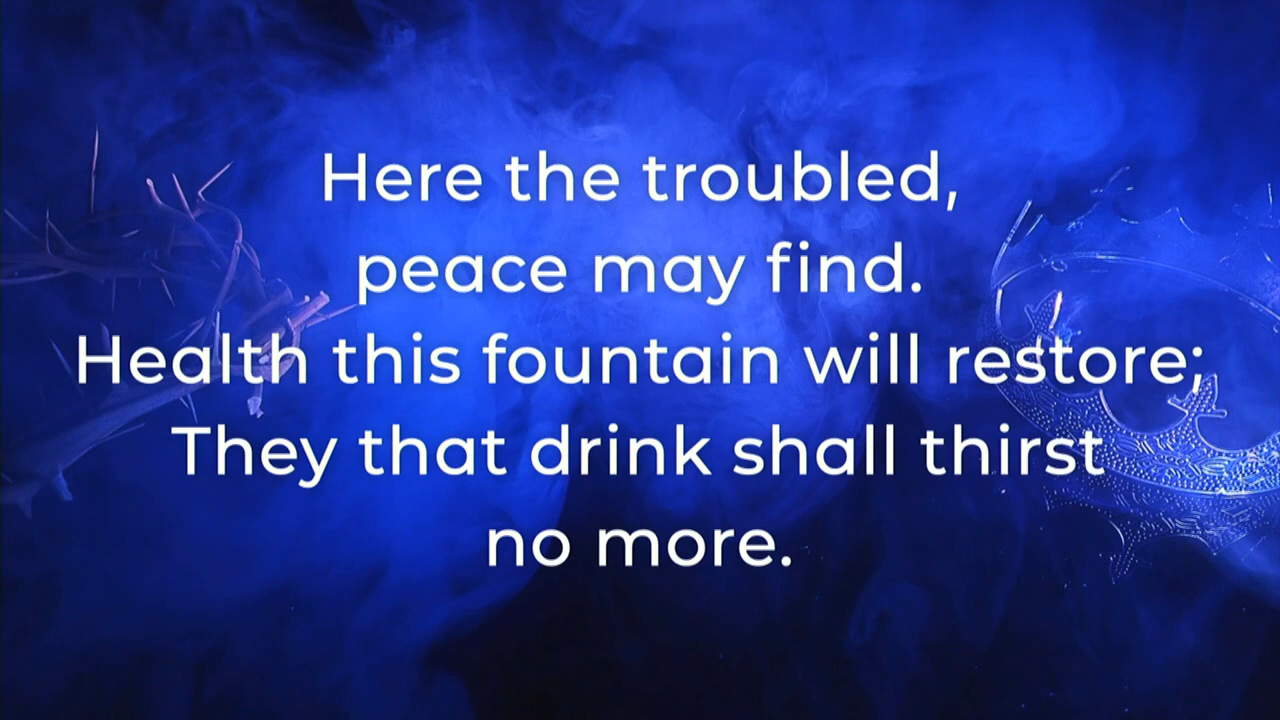 Here the troubled,
peace may find.
Health this fountain will restore;
They that drink shall thirst
no more.